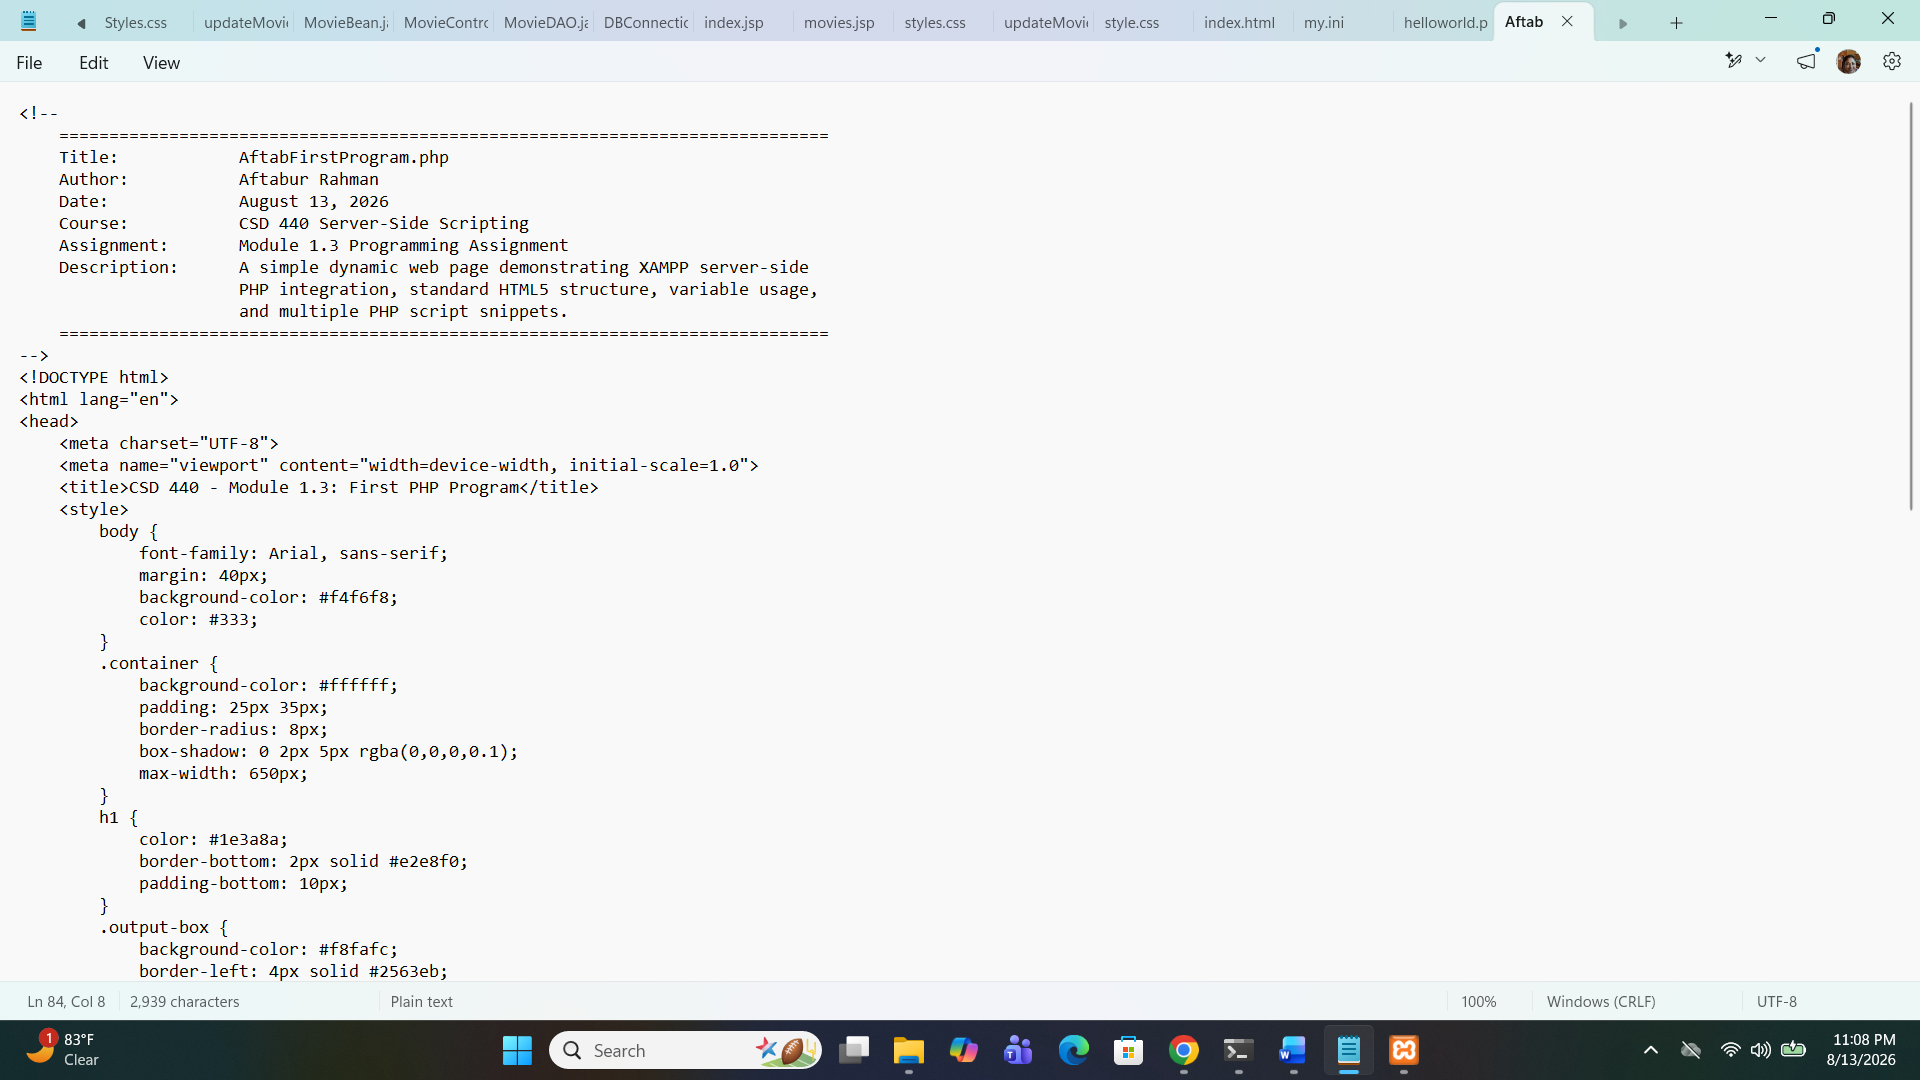 Styles.css updateMovie MovieBean.ja MovieContro MovieDAO.ja DBConnectio index.jsp movies.jsp styles.css updateMovie style.css index.html my.ini helloworld.p Aftab
File Edit View
<!--
=============================================================================
Title: AftabFirstProgram.php
Author: Aftabur Rahman
Date: August 13, 2026
Course: CSD 440 Server-Side Scripting
Assignment: Module 1.3 Programming Assignment
Description: A simple dynamic web page demonstrating XAMPP server-side
PHP integration, standard HTML5 structure, variable usage,
and multiple PHP script snippets.
=============================================================================
-->
<!DOCTYPE html>
<html lang="en">
<head>
<meta charset="UTF-8">
<meta name="viewport" content="width=device-width, initial-scale=1.0">
<title>CSD 440 - Module 1.3: First PHP Program</title>
<style>
body {
font-family: Arial, sans-serif;
margin: 40px;
background-color: #f4f6f8;
color: #333;
}
.container {
background-color: #ffffff;
padding: 25px 35px;
border-radius: 8px;
box-shadow: 0 2px 5px rgba(0,0,0,0.1);
max-width: 650px;
}
h1 {
color: #1e3a8a;
border-bottom: 2px solid #e2e8f0;
padding-bottom: 10px;
}
.output-box {
background-color: #f8fafc;
border-left: 4px solid #2563eb;
Ln 84, Col 8 2,939 characters Plain text 100% Windows (CRLF) UTF-8
1 83°F
Clear
Search
11:08 PM
8/13/2026